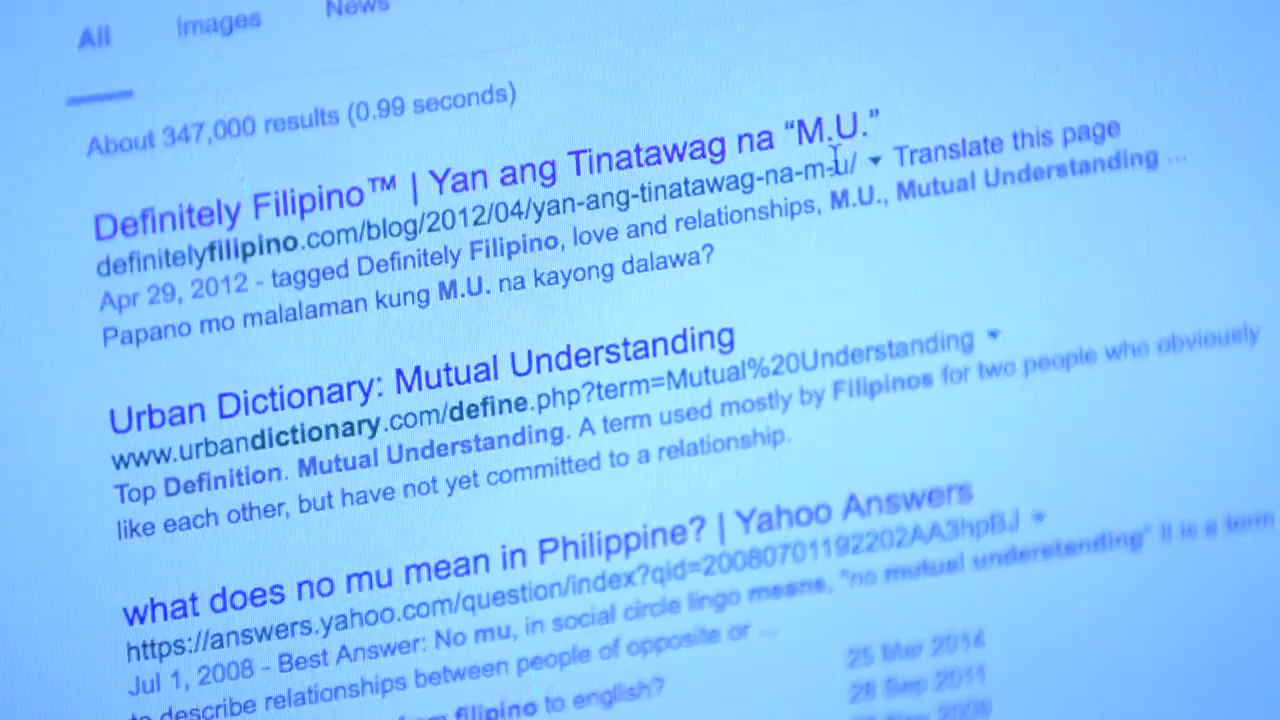 All Images News
About 347,000 results (0.99 seconds)
Definitely Filipino™ | Yan ang Tinatawag na “M.U.”
definitelyfilipino.com/blog/2012/04/yan-ang-tinatawag-na-m-u/ Translate this page
Apr 29, 2012 - tagged Definitely Filipino, love and relationships, M.U., Mutual Understanding ...
Papano mo malalaman kung M.U. na kayong dalawa?
Urban Dictionary: Mutual Understanding
www.urbandictionary.com/define.php?term=Mutual%20Understanding
Top Definition. Mutual Understanding. A term used mostly by Filipinos for two people who obviously
like each other, but have not yet committed to a relationship.
what does no mu mean in Philippine? | Yahoo Answers
https://answers.yahoo.com/question/index?qid=20080701192202AA3hpBJ
Jul 1, 2008 - Best Answer: No mu, in social circle lingo means, "no mutual understanding" It is a term
to describe relationships between people of opposite or ...
filipino to english? 25 Mar 2014
28 Sep 2011